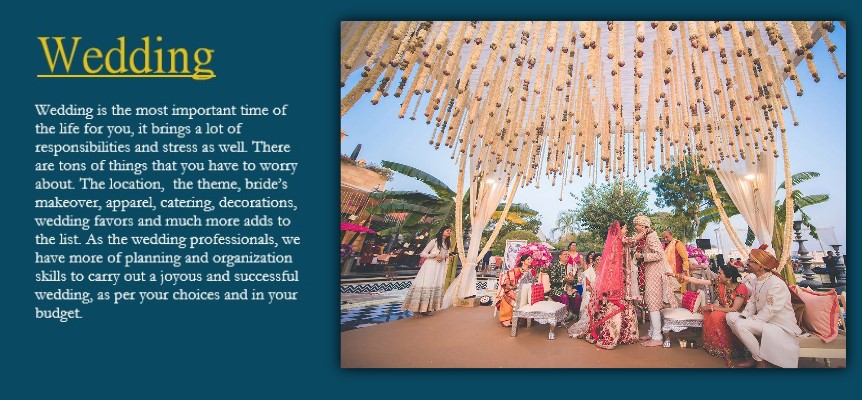 Wedding
Wedding is the most important time of
the life for you, it brings a lot of
responsibilities and stress as well. There
are tons of things that you have to worry
about. The location,  the theme, bride's
makeover, apparel, catering, decorations,
wedding favors and much more adds to
the list. As the wedding professionals, we
have more of planning and organization
skills to carry out a joyous and successful
wedding, as per your choices and in your
budget.